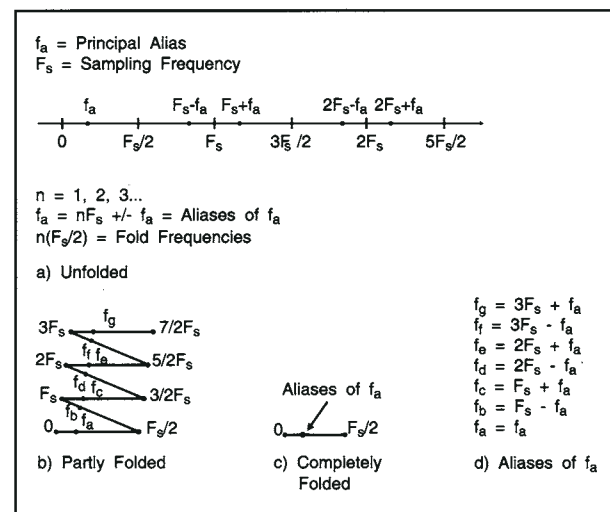 fa = Principal Alias
Fs = Sampling Frequency
fa Fs-fa Fs+fa 2Fs-fa 2Fs+fa
0 Fs/2 Fs 3Fs/2 2Fs 5Fs/2
n = 1, 2, 3...
fa = nFs +/- fa = Aliases of fa
n(Fs/2) = Fold Frequencies
a) Unfolded
3Fs fg 7/2Fs
2Fs ff fe 5/2Fs
Fs fd fc 3/2Fs
0 fb fa Fs/2
b) Partly Folded
Aliases of fa
0 Fs/2
c) Completely
Folded
fg = 3Fs + fa
ff = 3Fs - fa
fe = 2Fs + fa
fd = 2Fs - fa
fc = Fs + fa
fb = Fs - fa
fa = fa
d) Aliases of fa